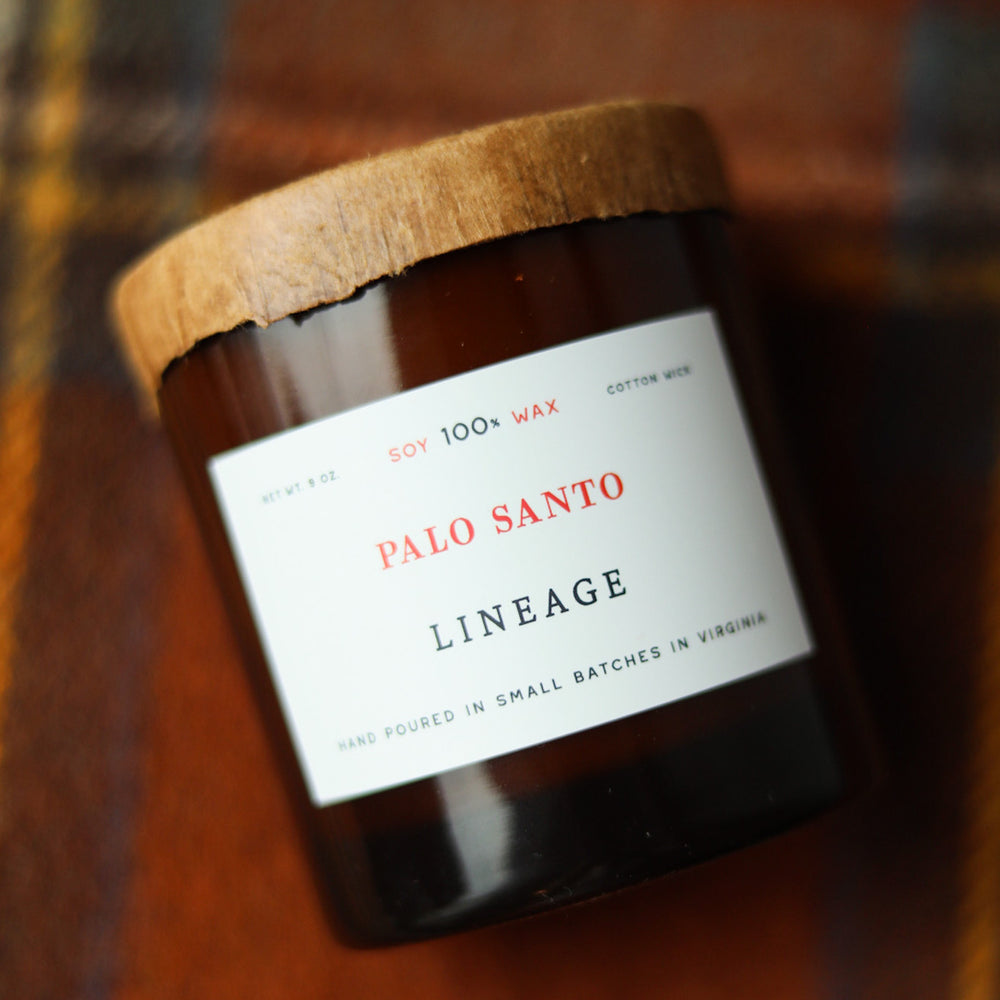 NET WT. 8 OZ.
SOY 100% WAX
COTTON WICK
PALO SANTO
LINEAGE
HAND POURED IN SMALL BATCHES IN VIRGINIA